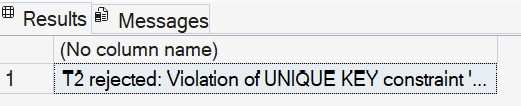 Results Messages
(No column name)
1 T2 rejected: Violation of UNIQUE KEY constraint '...